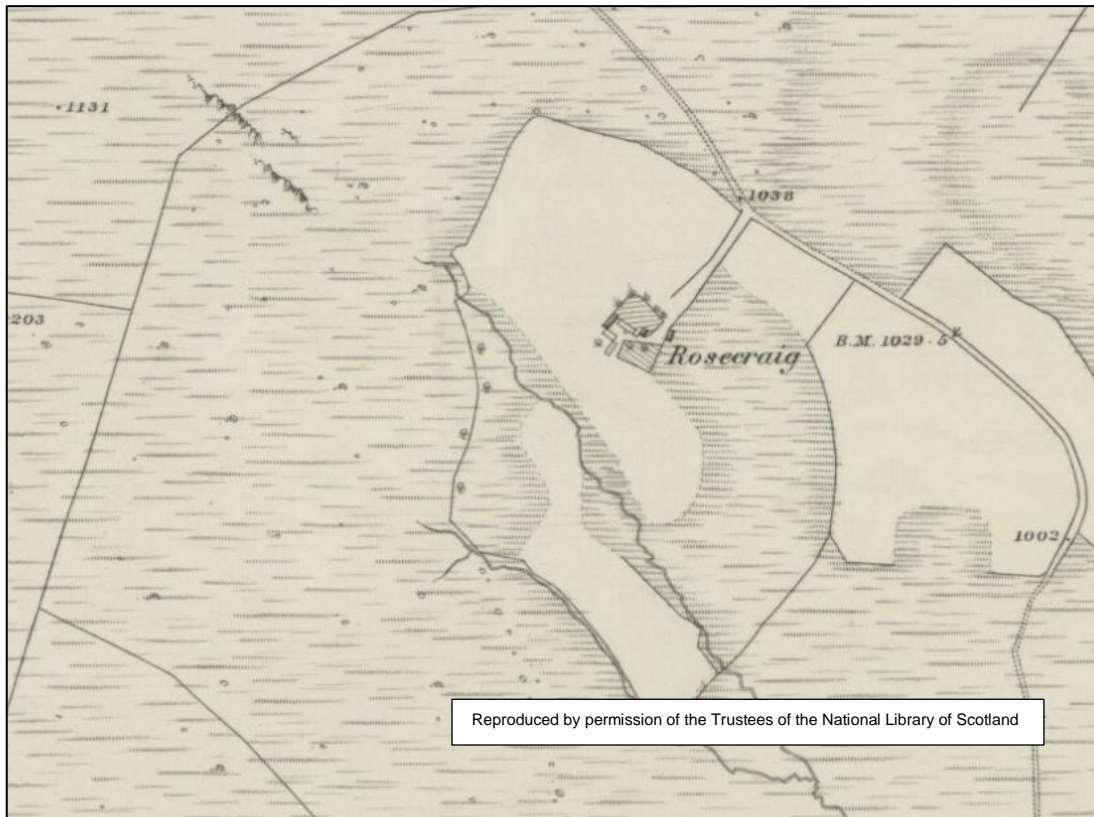 1131
1038
203
B.M. 1029·5
Rosecraig
1002
Reproduced by permission of the Trustees of the National Library of Scotland